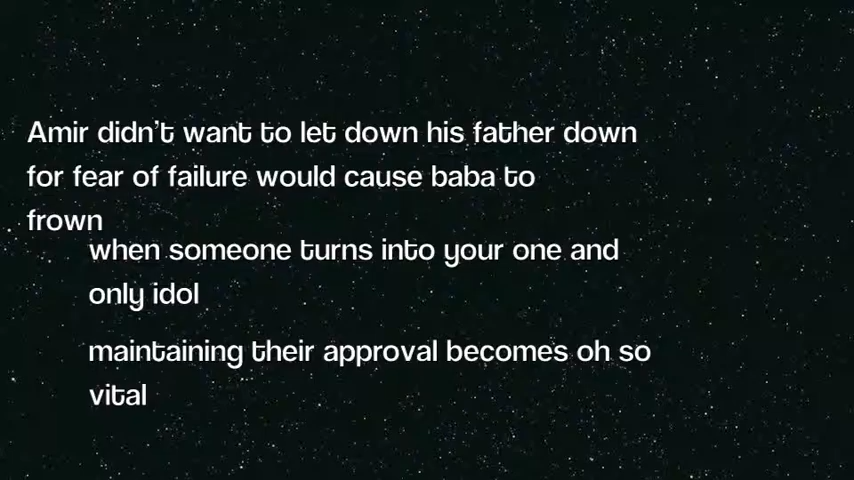 Amir didn't want to let down his father down
for fear of failure would cause baba to
frown
when someone turns into your one and
only idol
maintaining their approval becomes oh so
vital